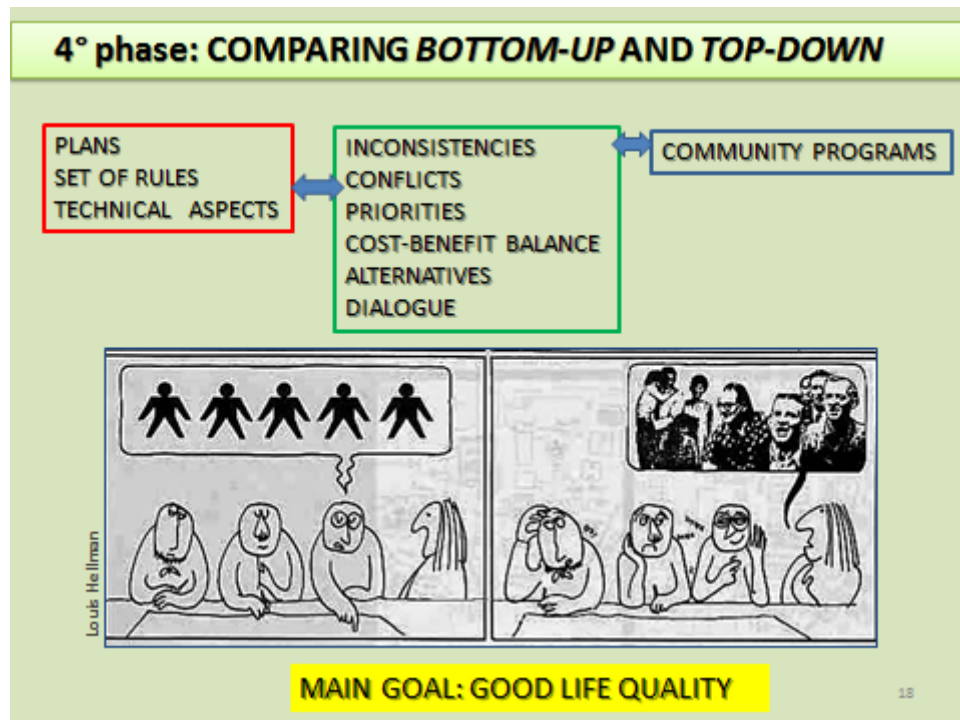 4° phase: COMPARING BOTTOM-UP AND TOP-DOWN
PLANS
SET OF RULES
TECHNICAL ASPECTS
INCONSISTENCIES
CONFLICTS
PRIORITIES
COST-BENEFIT BALANCE
ALTERNATIVES
DIALOGUE
COMMUNITY PROGRAMS
Louis Hellman
MAIN GOAL: GOOD LIFE QUALITY
18